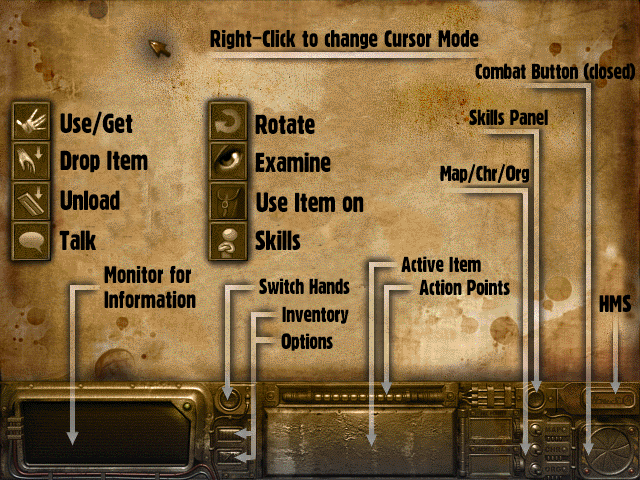 Right-Click to change Cursor Mode
Combat Button (closed)
Skills Panel
Map/Chr/Org
Use/Get
Drop Item
Unload
Talk
Rotate
Examine
Use Item on
Skills
Monitor for
Information
Switch Hands
Inventory
Options
Active Item
Action Points
HMS